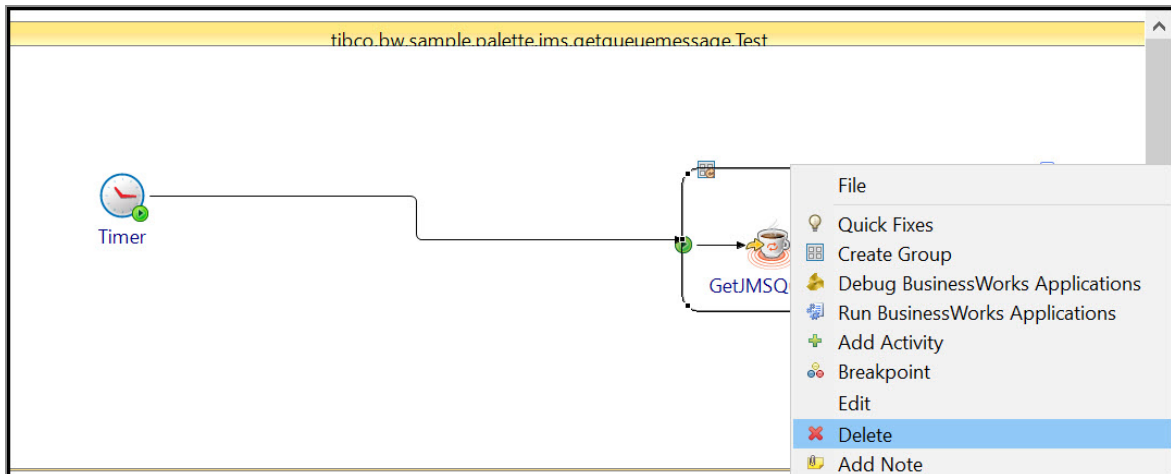 tibco.bw.sample.palette.jms.getqueuemessage.Test
Timer
GetJMSQ
File
Quick Fixes
Create Group
Debug BusinessWorks Applications
Run BusinessWorks Applications
Add Activity
Breakpoint
Edit
Delete
Add Note